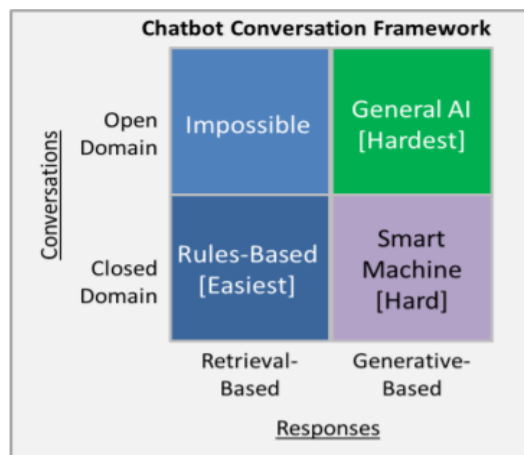 Chatbot Conversation Framework
Conversations
Open
Domain
Impossible
General AI
[Hardest]
Closed
Domain
Rules-Based
[Easiest]
Smart
Machine
[Hard]
Retrieval-
Based
Generative-
Based
Responses